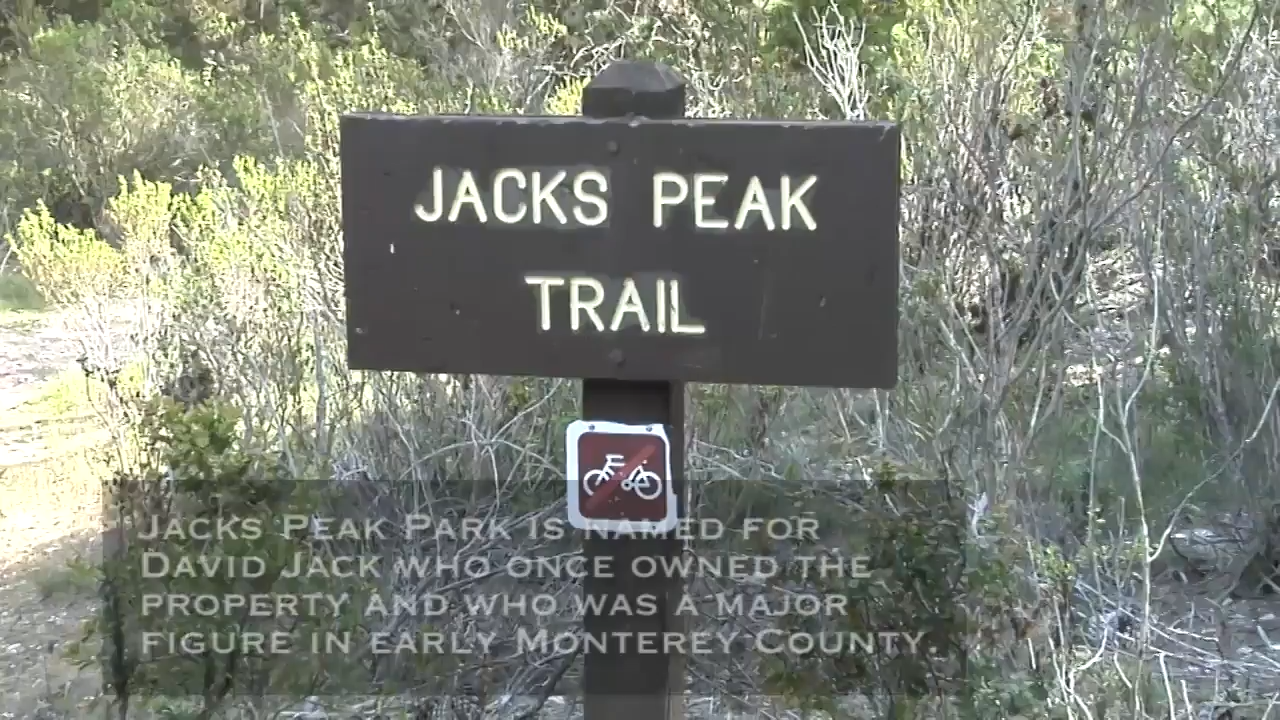 JACKS PEAK
TRAIL
Jacks Peak Park is named for
David Jack who once owned the
property and who was a major
figure in early Monterey County.